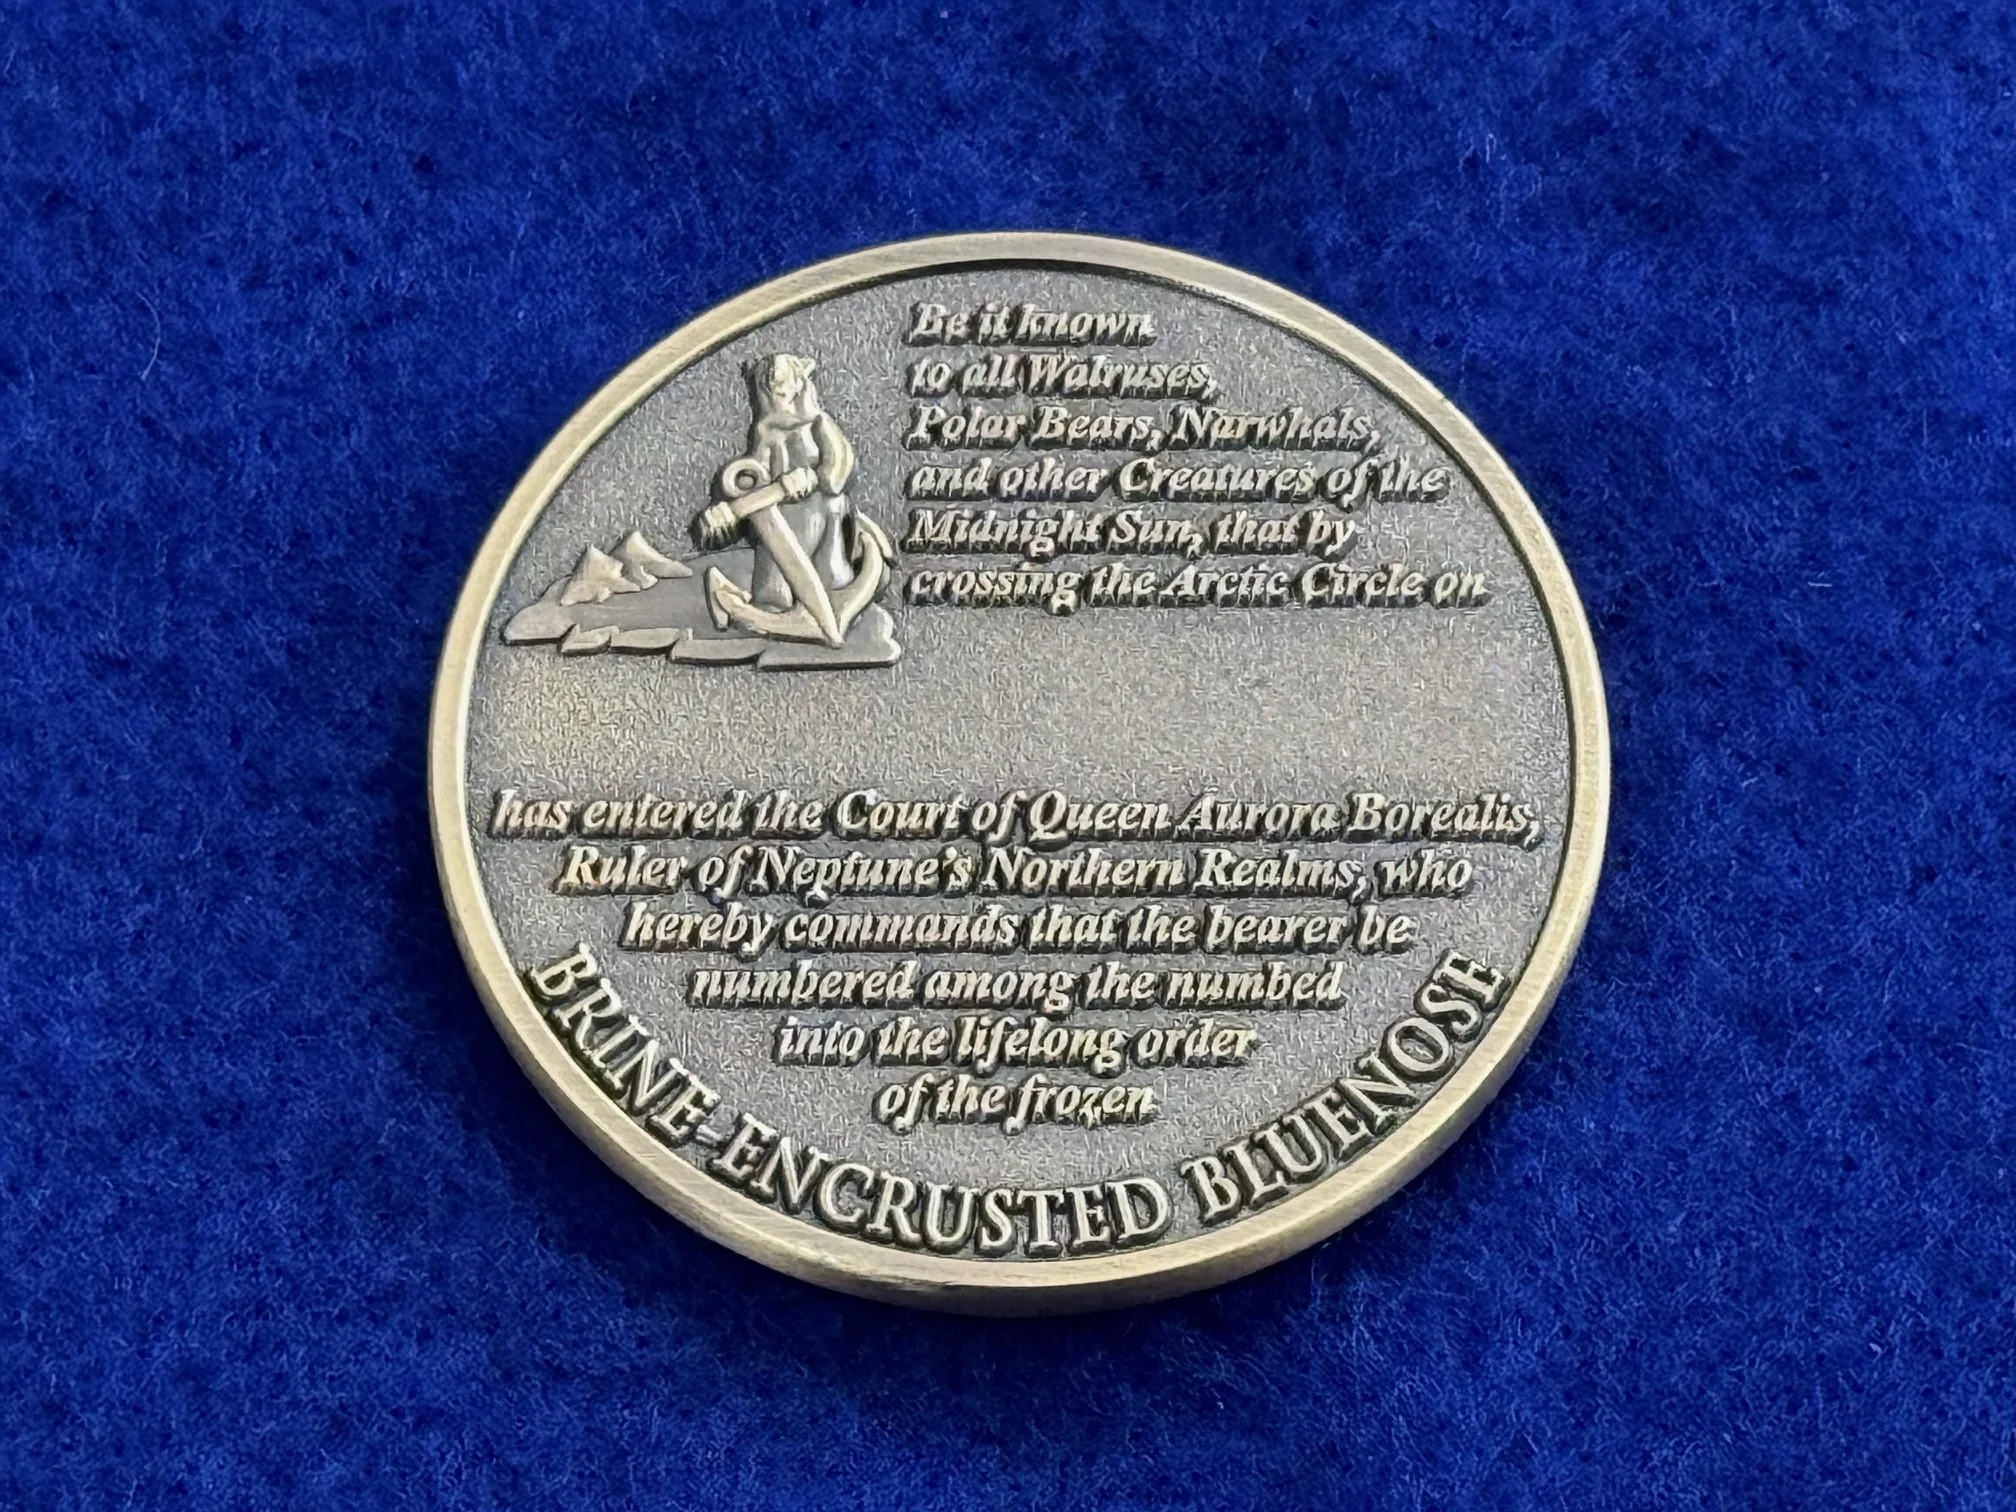 Be it known
to all Walruses,
Polar Bears, Narwhals,
and other Creatures of the
Midnight Sun, that by
crossing the Arctic Circle on
has entered the Court of Queen Aurora Borealis,
Ruler of Neptune's Northern Realms, who
hereby commands that the bearer be
numbered among the numbed
into the lifelong order
of the frozen
BRINE-ENCRUSTED BLUENOSE